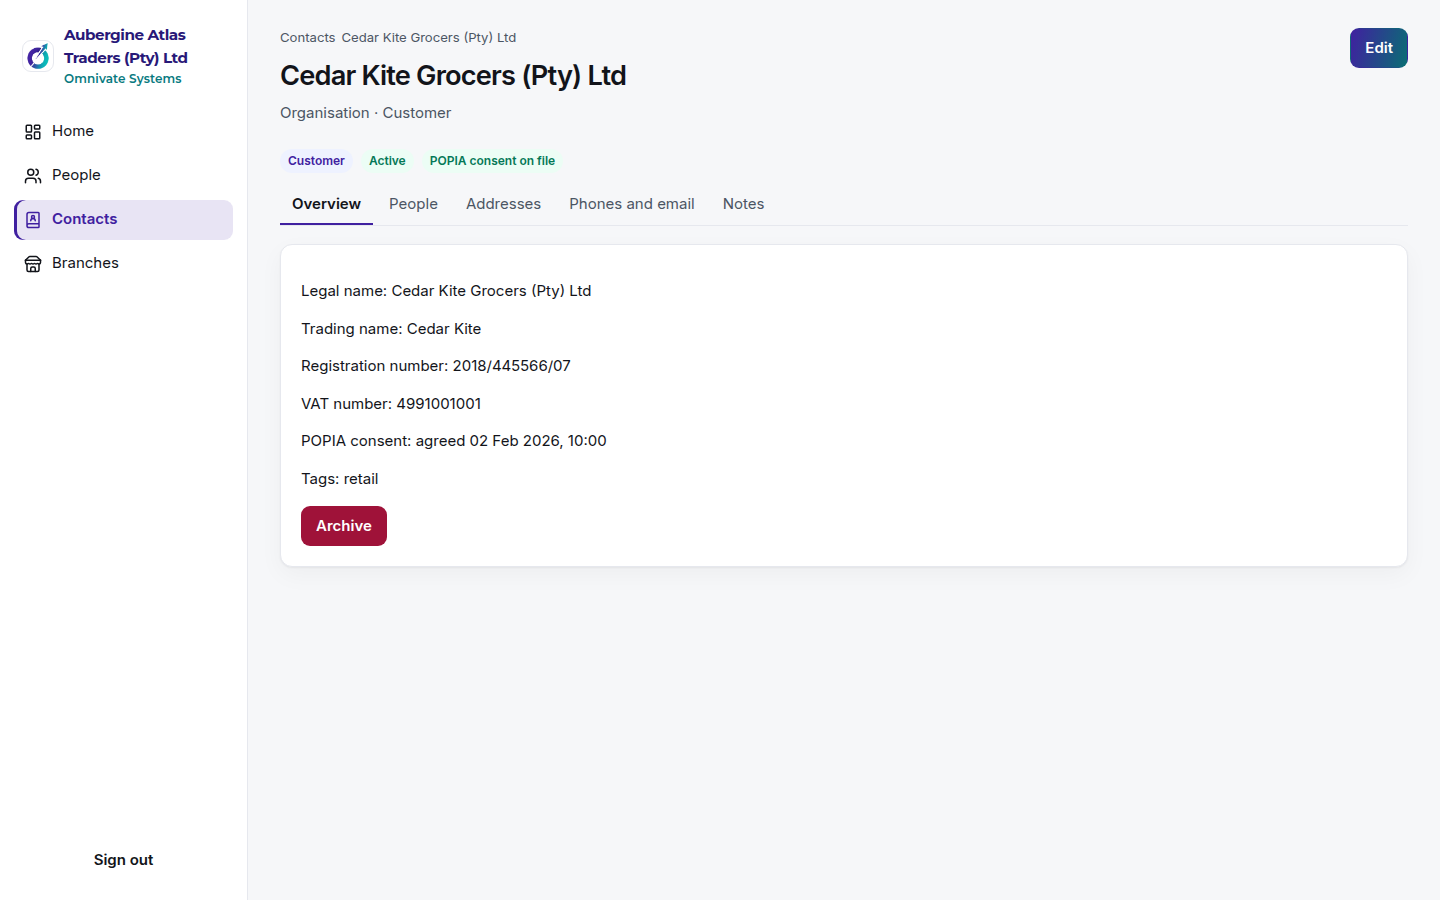 Aubergine Atlas
Traders (Pty) Ltd
Omnivate Systems
Home
People
Contacts
Branches
Sign out
Contacts Cedar Kite Grocers (Pty) Ltd
Cedar Kite Grocers (Pty) Ltd
Organisation · Customer
Edit
Customer Active POPIA consent on file
Overview People Addresses Phones and email Notes
Legal name: Cedar Kite Grocers (Pty) Ltd
Trading name: Cedar Kite
Registration number: 2018/445566/07
VAT number: 4991001001
POPIA consent: agreed 02 Feb 2026, 10:00
Tags: retail
Archive